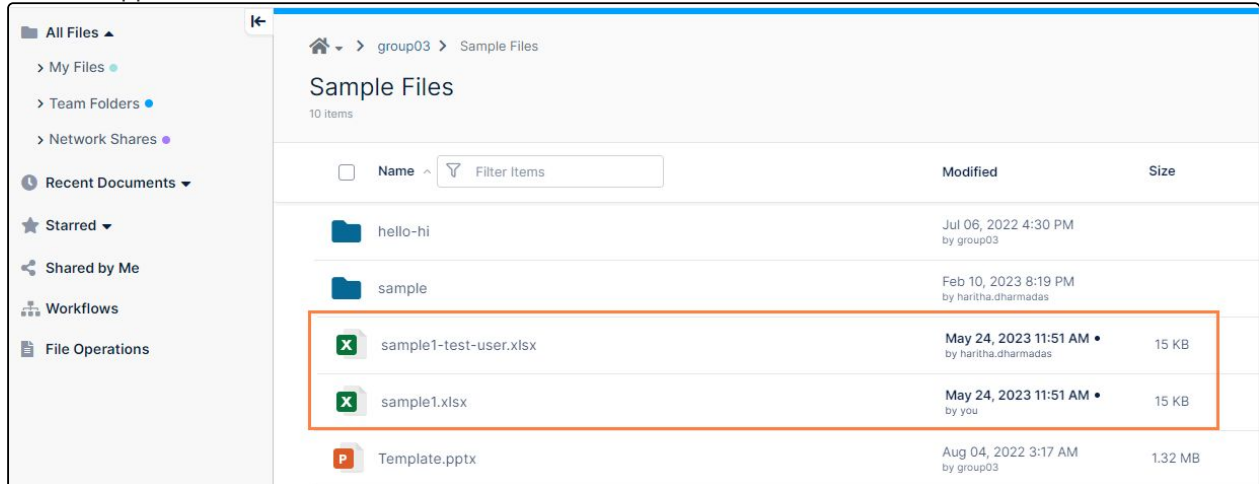 All Files
My Files
Team Folders
Network Shares
Recent Documents
Starred
Shared by Me
Workflows
File Operations
> group03 > Sample Files
Sample Files
10 items
Name Filter Items Modified Size
hello-hi Jul 06, 2022 4:30 PM
by group03
sample Feb 10, 2023 8:19 PM
by haritha.dharmadas
sample1-test-user.xlsx May 24, 2023 11:51 AM • 15 KB
by haritha.dharmadas
sample1.xlsx May 24, 2023 11:51 AM • 15 KB
by you
Template.pptx Aug 04, 2022 3:17 AM 1.32 MB
by group03